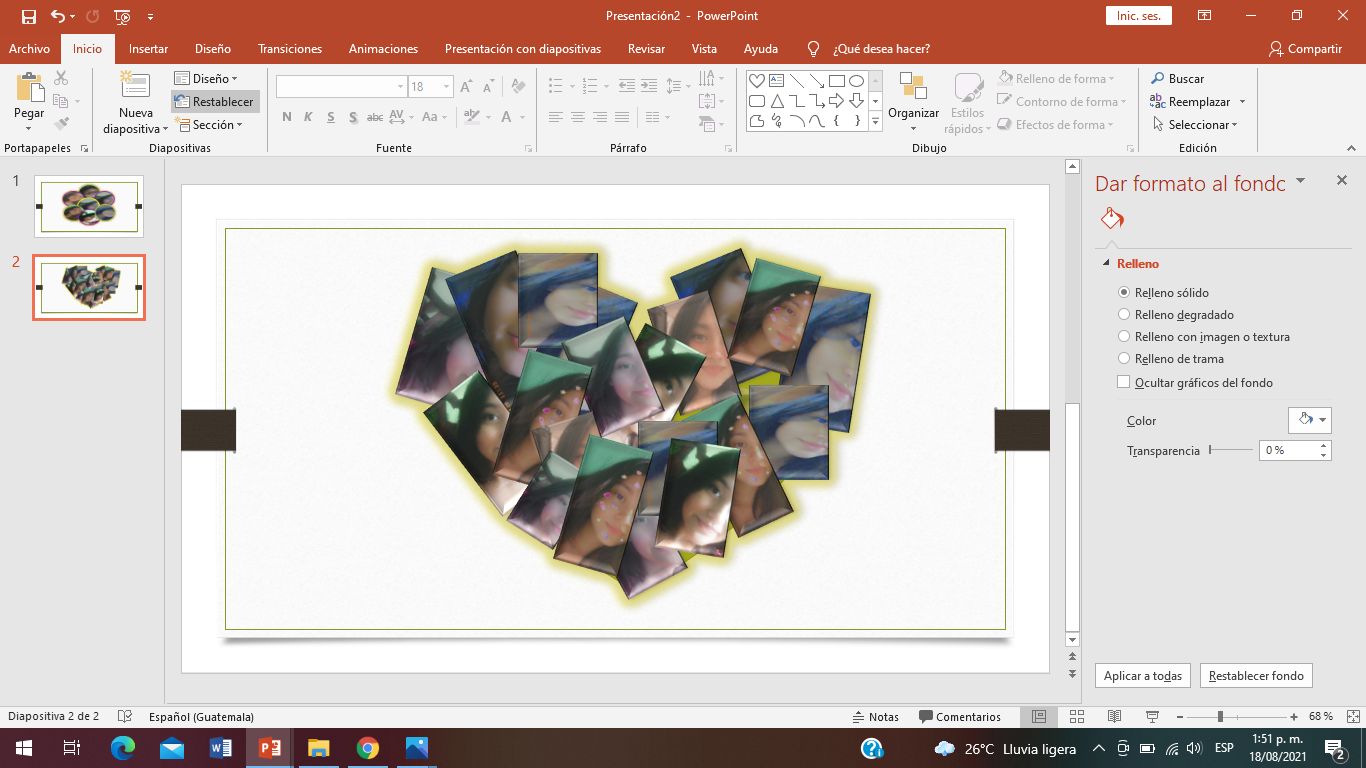 Presentación2 - PowerPoint
Inic. ses.
Archivo Inicio Insertar Diseño Transiciones Animaciones Presentación con diapositivas Revisar Vista Ayuda ¿Qué desea hacer? Compartir
Pegar
Nueva diapositiva
Diseño
Restablecer
Sección
18
N K S S abc AV Aa A
Organizar
Estilos rápidos
Relleno de forma
Contorno de forma
Efectos de forma
Buscar
Reemplazar
Seleccionar
Portapapeles Diapositivas Fuente Párrafo Dibujo Edición
1
2
Dar formato al fondo
Relleno
Relleno sólido
Relleno degradado
Relleno con imagen o textura
Relleno de trama
Ocultar gráficos del fondo
Color
Transparencia 0 %
Aplicar a todas Restablecer fondo
Diapositiva 2 de 2 Español (Guatemala) Notas Comentarios 68 %
26°C Lluvia ligera ESP 1:51 p. m.
18/08/2021 2